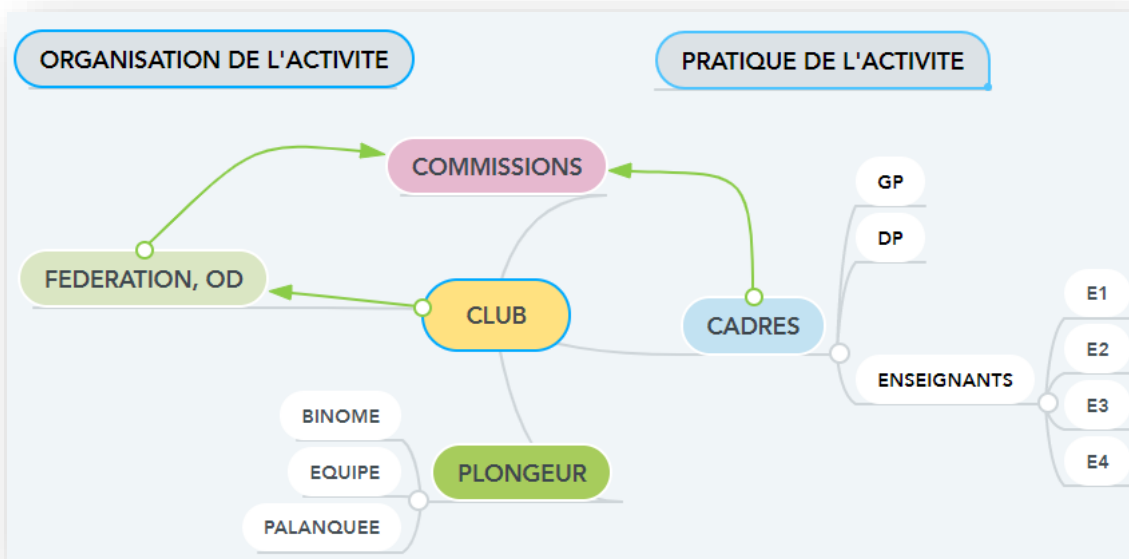 ORGANISATION DE L'ACTIVITE
PRATIQUE DE L'ACTIVITE
COMMISSIONS
GP
DP
FEDERATION, OD
CLUB
CADRES
E1
E2
ENSEIGNANTS
E3
E4
BINOME
EQUIPE
PLONGEUR
PALANQUEE